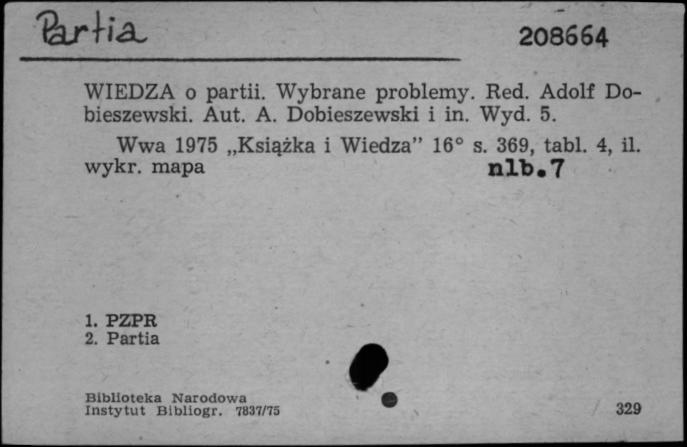 Partia
208664
WIEDZA o partii. Wybrane problemy. Red. Adolf Do-
bieszewski. Aut. A. Dobieszewski i in. Wyd. 5.
Wwa 1975 „Książka i Wiedza” 16° s. 369, tabl. 4, il.
wykr. mapa
nlb.7
1. PZPR
2. Partia
Biblioteka Narodowa
Instytut Bibliogr. 7837/75
329